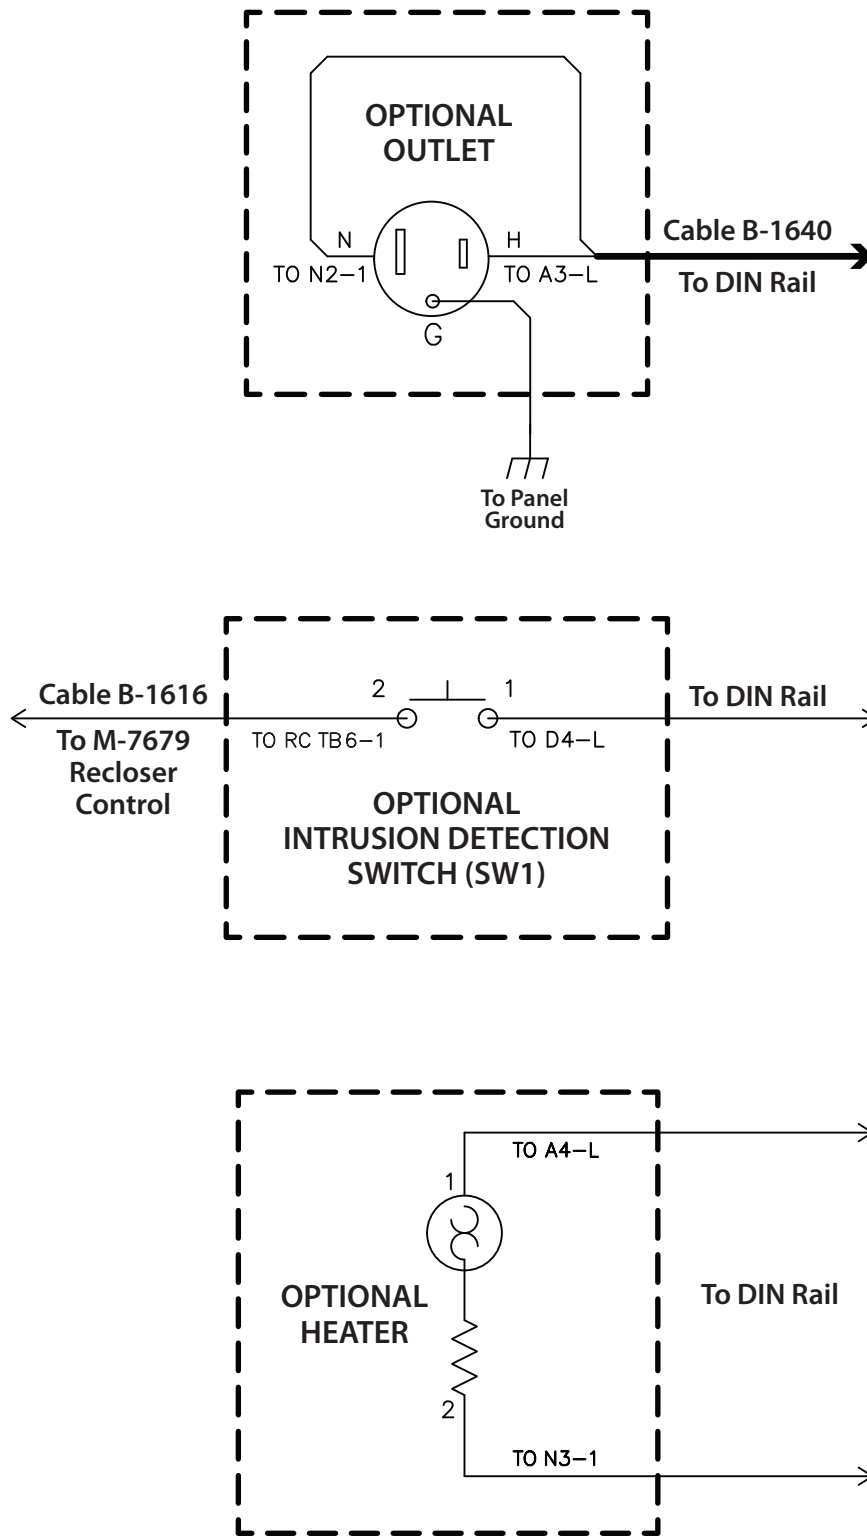 OPTIONAL
OUTLET
N
H
Cable B-1640
TO N2-1
TO A3-L
To DIN Rail
G
To Panel
Ground
2
1
Cable B-1616
To DIN Rail
To M-7679
Recloser
Control
TO RC TB6-1
TO D4-L
OPTIONAL
INTRUSION DETECTION
SWITCH (SW1)
TO A4-L
1
OPTIONAL
HEATER
To DIN Rail
2
TO N3-1